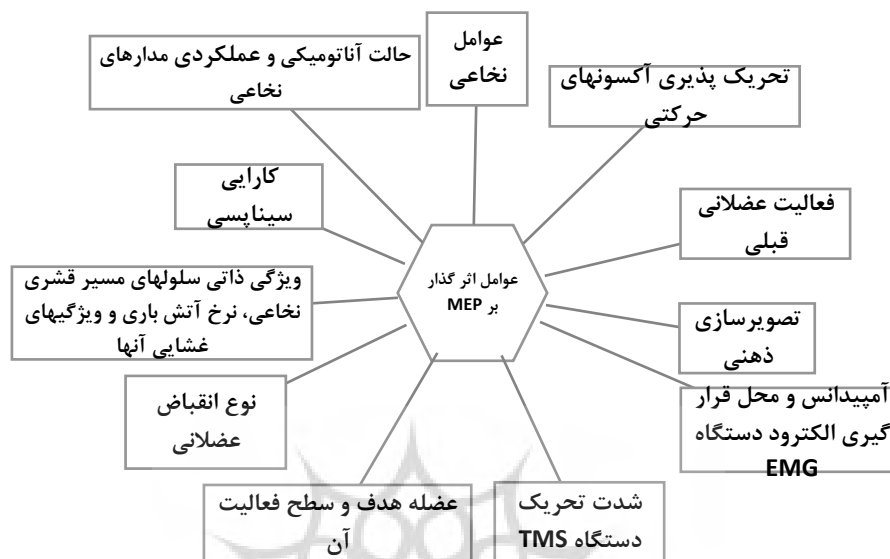 عوامل
نخاعی
حالت آناتومیکی و عملکردی مدارهای
نخاعی
تحریک پذیری آکسونهای
حرکتی
کارایی
سیناپسی
فعالیت عضلانی
قبلی
عوامل اثر گذار
بر MEP
ویژگی ذاتی سلولهای مسیر قشری
نخاعی، نرخ آتش باری و ویژگیهای
غشایی آنها
تصویرسازی
ذهنی
نوع انقباض
عضلانی
آمپیدانس و محل قرار
گیری الکترود دستگاه
EMG
عضله هدف و سطح فعالیت
آن
شدت تحریک
دستگاه TMS